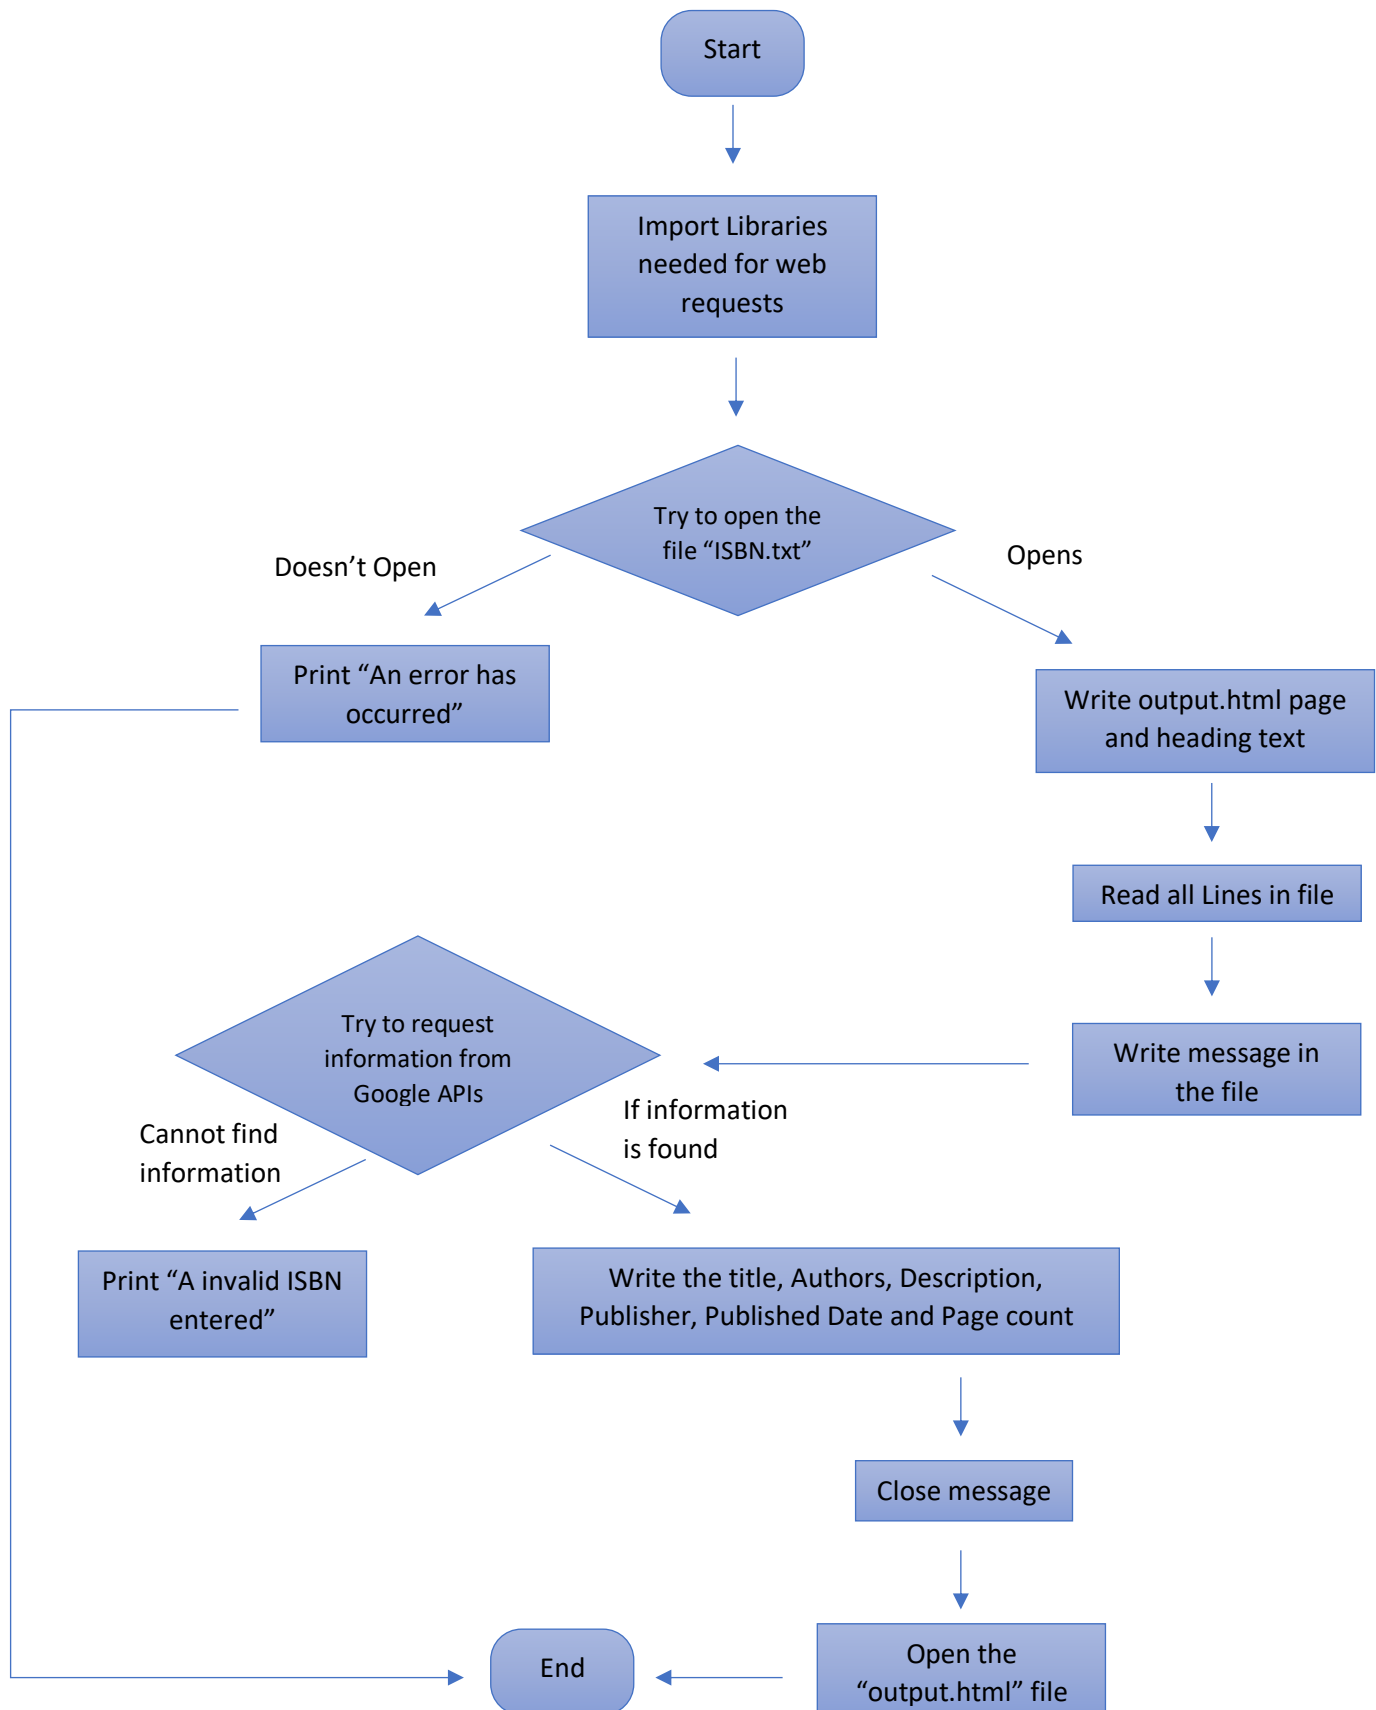 Start
Import Libraries
needed for web
requests
Try to open the
file “ISBN.txt”
Doesn’t Open
Opens
Print “An error has
occurred”
Write output.html page
and heading text
Read all Lines in file
Write message in
the file
Try to request
information from
Google APIs
Cannot find
information
If information
is found
Print “A invalid ISBN
entered”
Write the title, Authors, Description,
Publisher, Published Date and Page count
Close message
Open the
“output.html” file
End